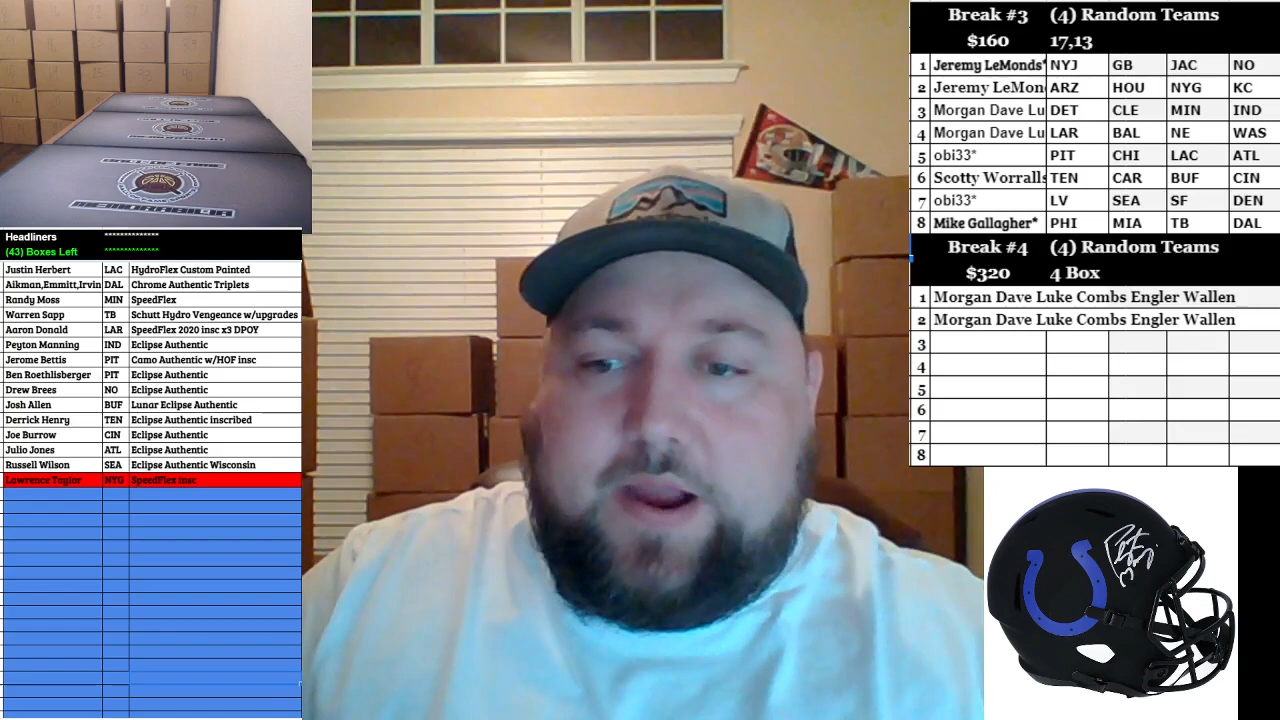 Headliners **************
(43) Boxes Left **************
Justin Herbert LAC HydroFlex Custom Painted
Aikman,Emmitt,Irvin DAL Chrome Authentic Triplets
Randy Moss MIN SpeedFlex
Warren Sapp TB Schutt Hydro Vengeance w/upgrades
Aaron Donald LAR SpeedFlex 2020 insc x3 DPOY
Peyton Manning IND Eclipse Authentic
Jerome Bettis PIT Camo Authentic w/HOF insc
Ben Roethlisberger PIT Eclipse Authentic
Drew Brees NO Eclipse Authentic
Josh Allen BUF Lunar Eclipse Authentic
Derrick Henry TEN Eclipse Authentic inscribed
Joe Burrow CIN Eclipse Authentic
Julio Jones ATL Eclipse Authentic
Russell Wilson SEA Eclipse Authentic Wisconsin
Lawrence Taylor NYG SpeedFlex insc
Break #3 (4) Random Teams
$160 17,13
1 Jeremy LeMonds* NYJ GB JAC NO
2 Jeremy LeMon ARZ HOU NYG KC
3 Morgan Dave Lu DET CLE MIN IND
4 Morgan Dave Lu LAR BAL NE WAS
5 obi33* PIT CHI LAC ATL
6 Scotty Worralls TEN CAR BUF CIN
7 obi33* LV SEA SF DEN
8 Mike Gallagher* PHI MIA TB DAL
Break #4 (4) Random Teams
$320 4 Box
1 Morgan Dave Luke Combs Engler Wallen
2 Morgan Dave Luke Combs Engler Wallen
3
4
5
6
7
8